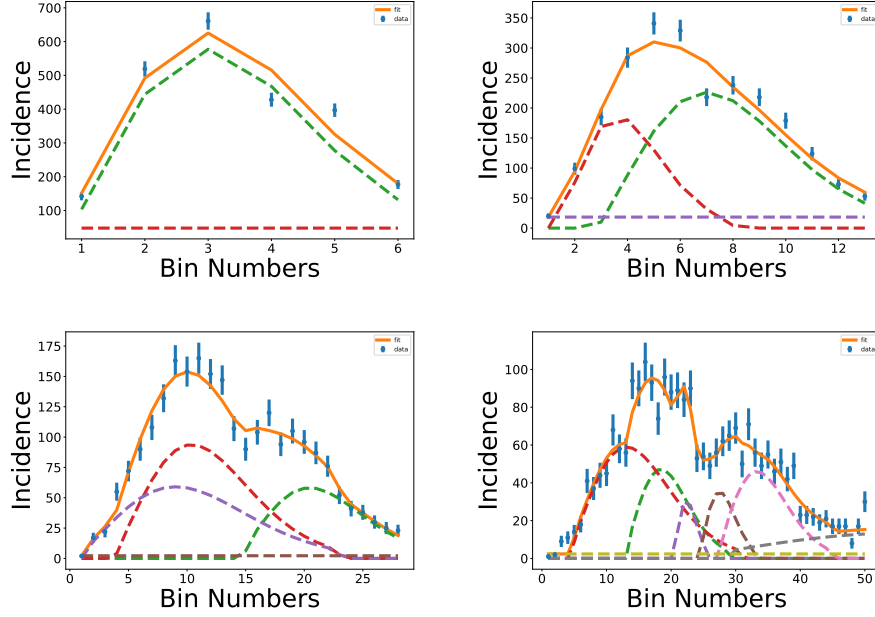 700
600
500
400
300
200
100
Incidence
fit
data
1 2 3 4 5 6
Bin Numbers
350
300
250
200
150
100
50
0
Incidence
fit
data
2 4 6 8 10 12
Bin Numbers
175
150
125
100
75
50
25
0
Incidence
fit
data
0 5 10 15 20 25
Bin Numbers
100
80
60
40
20
0
Incidence
fit
data
0 10 20 30 40 50
Bin Numbers